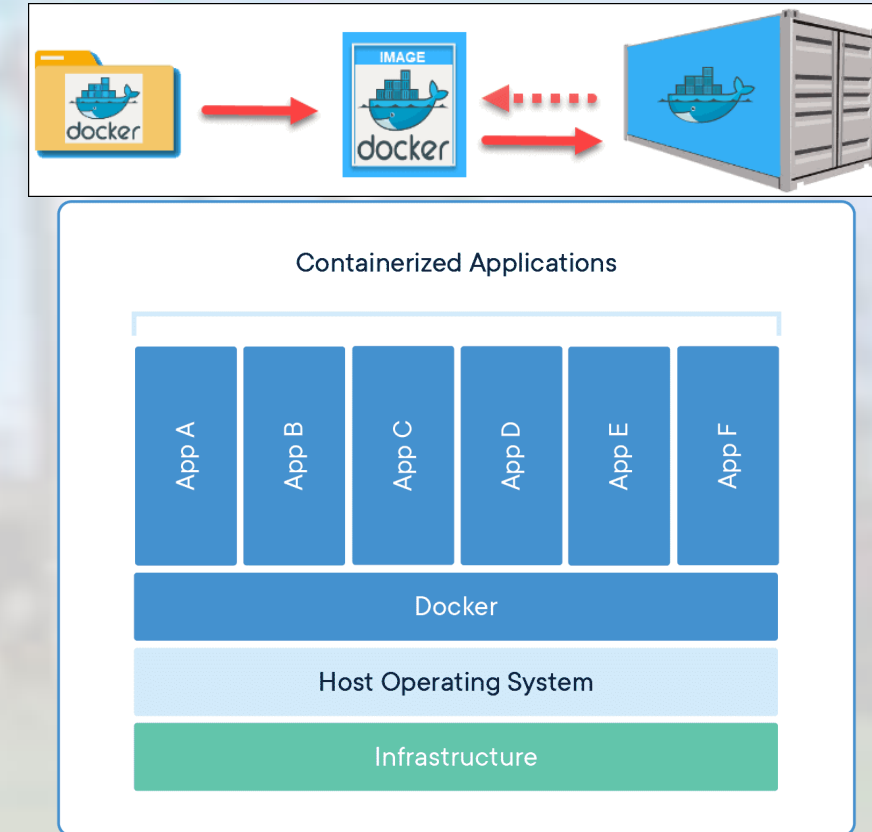 docker
IMAGE
docker
Containerized Applications
App A
App B
App C
App D
App E
App F
Docker
Host Operating System
Infrastructure